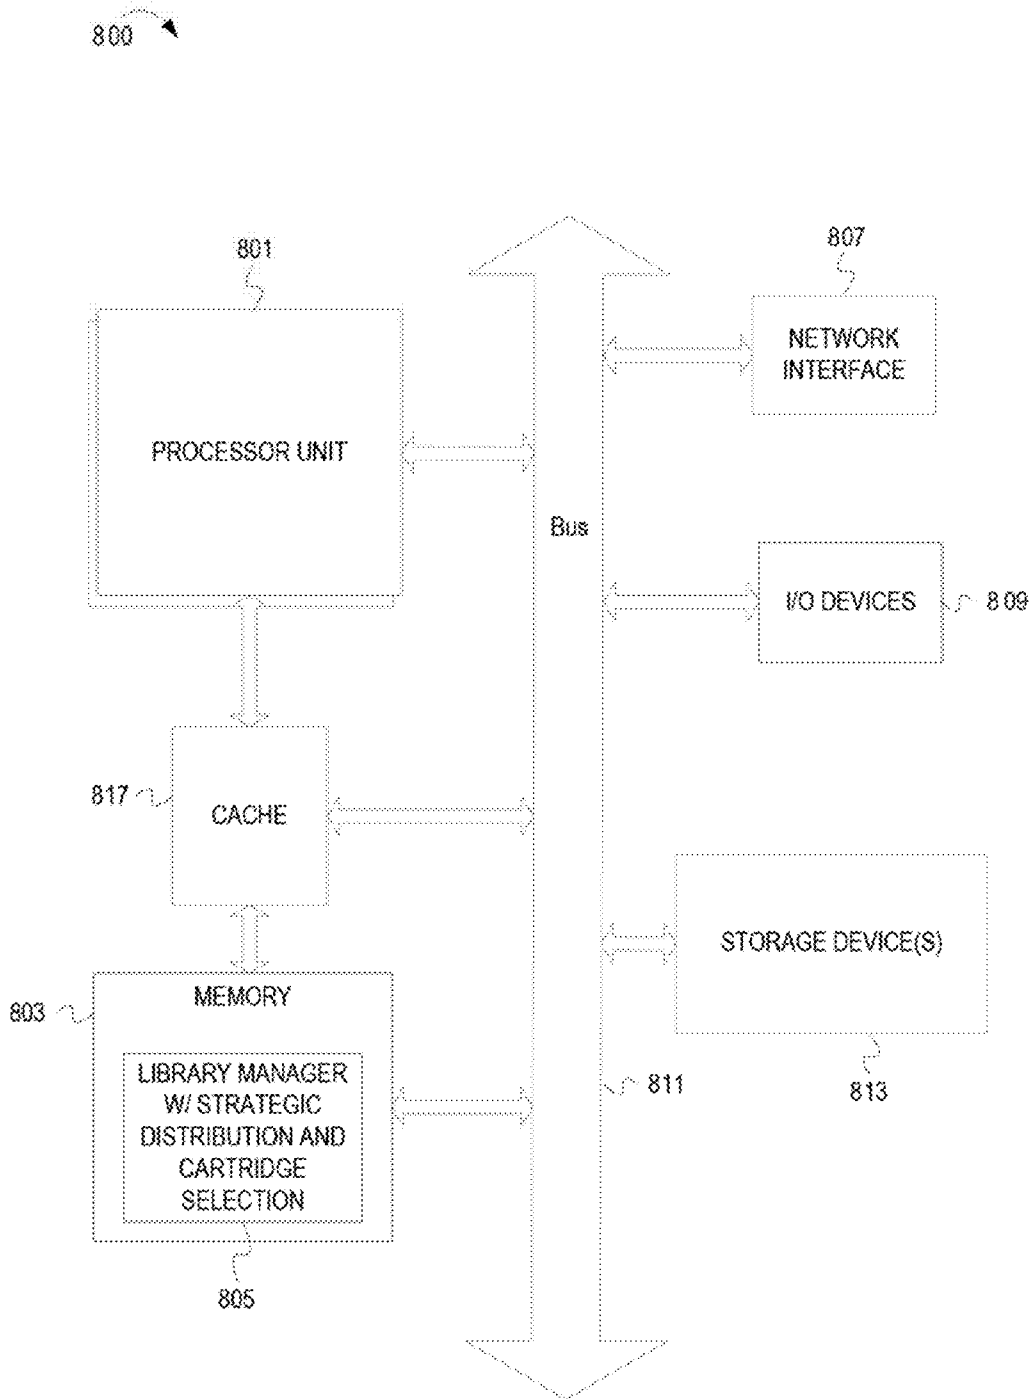 800
801
807
NETWORK
INTERFACE
PROCESSOR UNIT
Bus
I/O DEVICES
809
817
CACHE
STORAGE DEVICE(S)
803
MEMORY
LIBRARY MANAGER
W/ STRATEGIC
DISTRIBUTION AND
CARTRIDGE
SELECTION
811
813
805